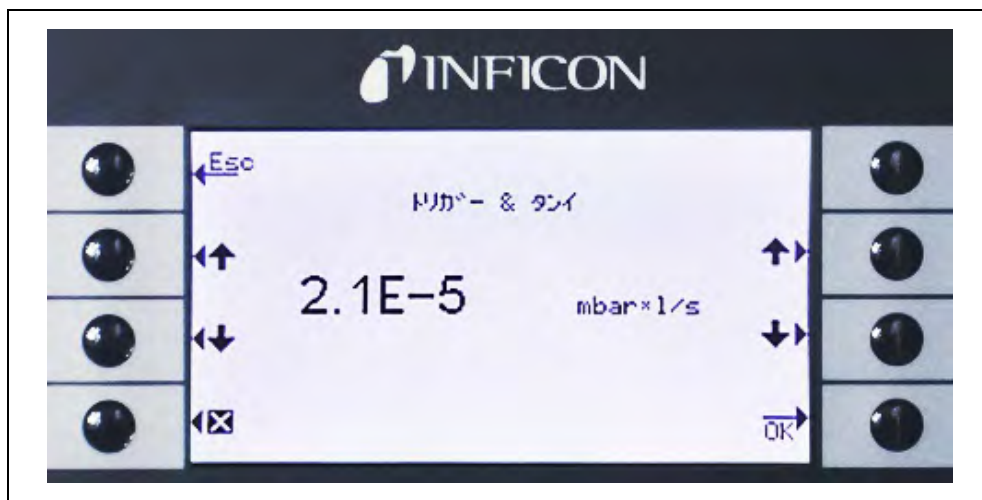 INFICON
Esc
ﾄﾘｶﾞｰ & ﾀﾝｲ
2.1E-5
mbar×l/s
OK